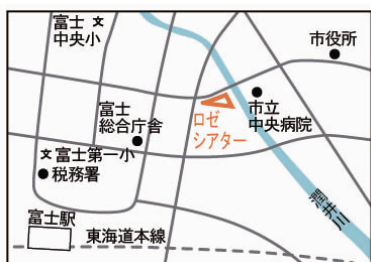 富士
中央小
市役所
富士
総合庁舎
ロゼ
シアター
市立
中央病院
富士第一小
税務署
潤井川
富士駅
東海道本線